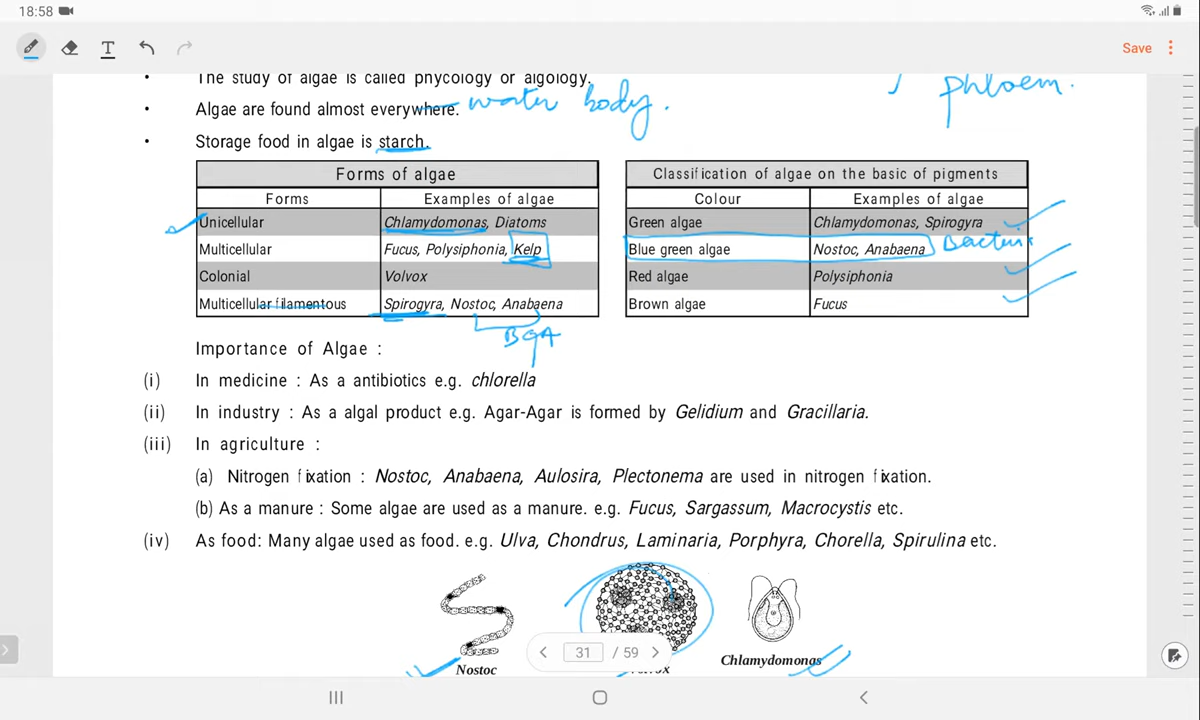 18:58
Save
• The study of algae is called phycology or algology.
• Algae are found almost everywhere. water body.
phloem.
• Storage food in algae is starch.
Forms of algae
Forms Examples of algae
Unicellular Chlamydomonas, Diatoms
Multicellular Fucus, Polysiphonia, Kelp
Colonial Volvox
Multicellular filamentous Spirogyra, Nostoc, Anabaena
BGA
Classification of algae on the basic of pigments
Colour Examples of algae
Green algae Chlamydomonas, Spirogyra
Blue green algae Nostoc, Anabaena
Red algae Polysiphonia
Brown algae Fucus
Importance of Algae :
(i) In medicine : As a antibiotics e.g. chlorella
(ii) In industry : As a algal product e.g. Agar-Agar is formed by Gelidium and Gracillaria.
(iii) In agriculture :
(a) Nitrogen fixation : Nostoc, Anabaena, Aulosira, Plectonema are used in nitrogen fixation.
(b) As a manure : Some algae are used as a manure. e.g. Fucus, Sargassum, Macrocystis etc.
(iv) As food: Many algae used as food. e.g. Ulva, Chondrus, Laminaria, Porphyra, Chorella, Spirulina etc.
31 / 59
Nostoc
Chlamydomonas